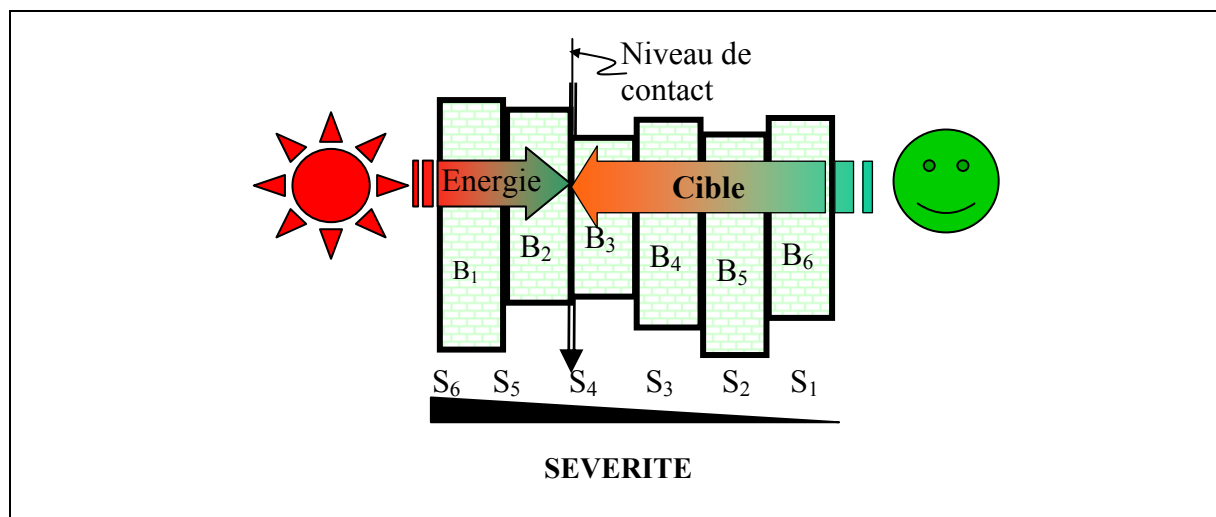 Niveau de
contact
Energie
Cible
B₁
B₂
B₃
B₄
B₅
B₆
S₆ S₅ S₄ S₃ S₂ S₁
SEVERITE